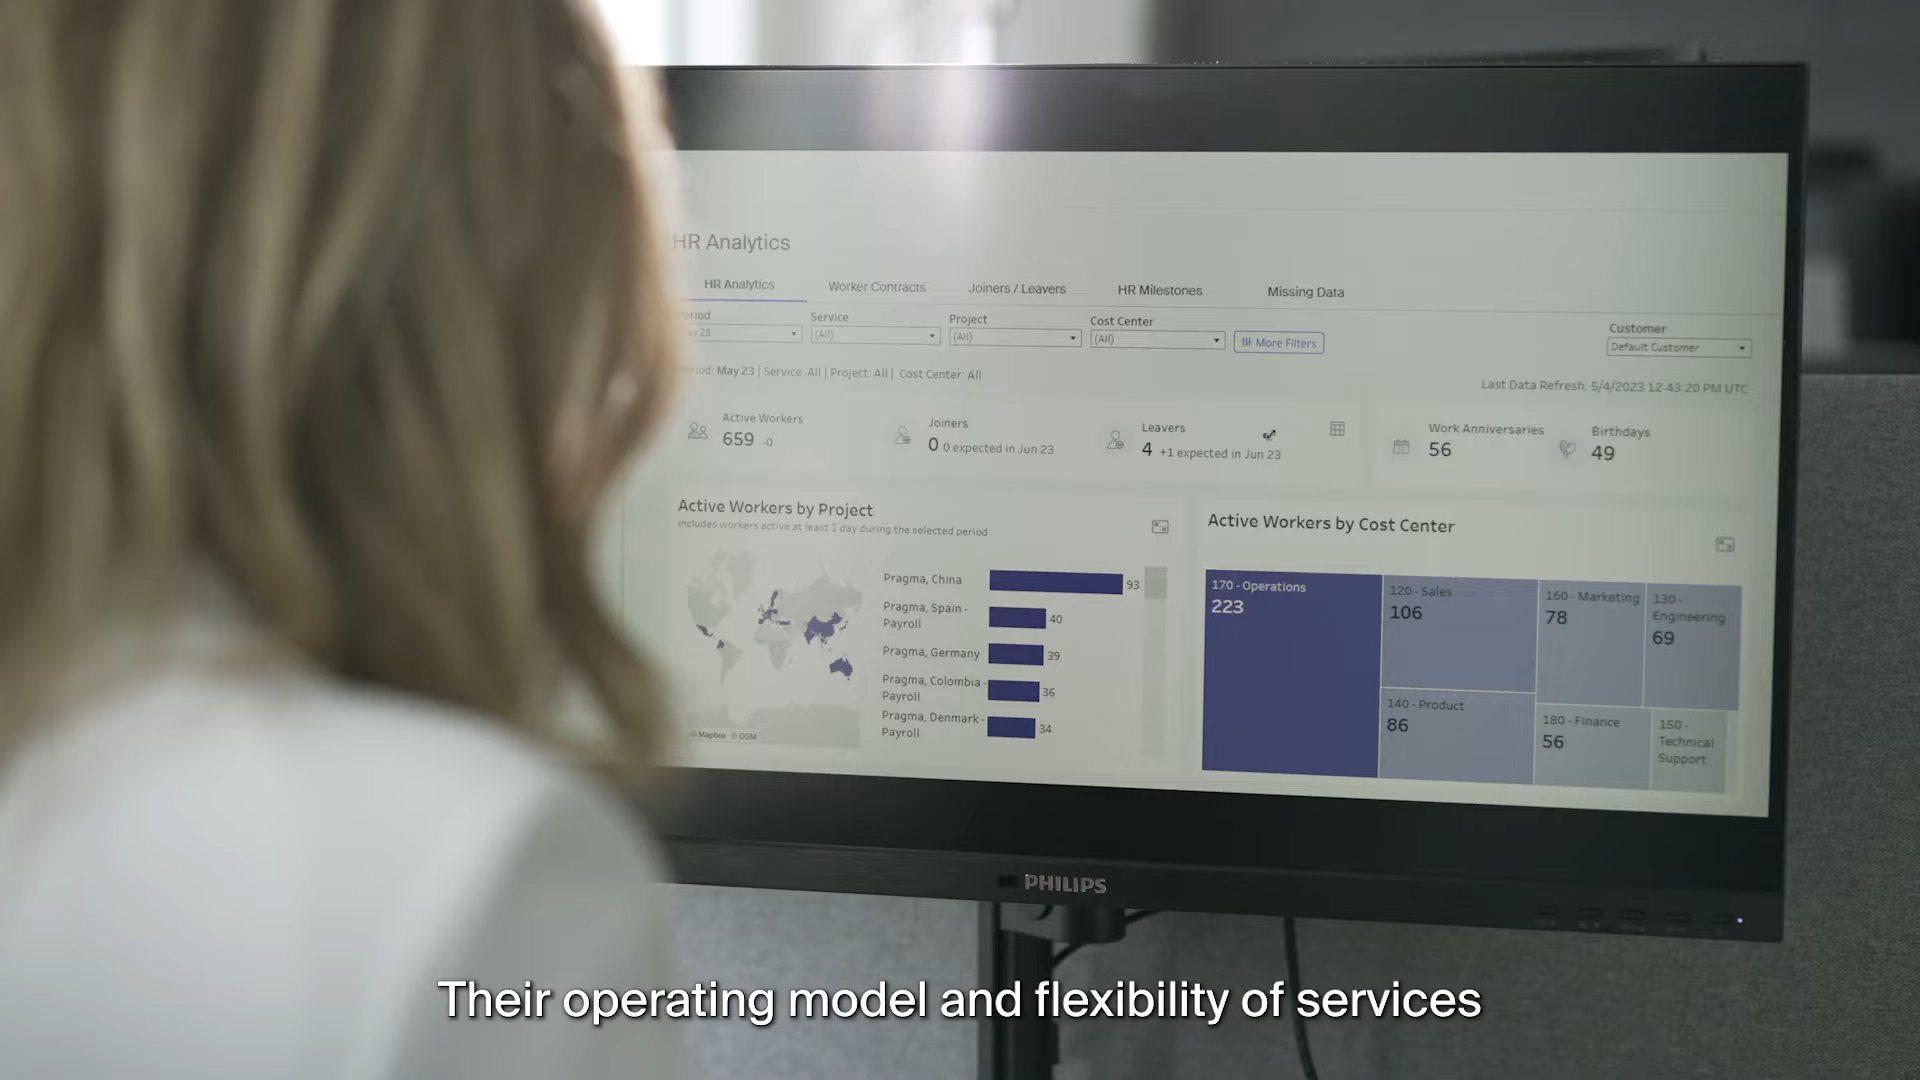 HR Analytics
HR Analytics
Worker Contracts
Joiners / Leavers
HR Milestones
Missing Data
Service
Project
Cost Center
Customer
23
(All)
(All)
(All)
More Filters
Default Customer
May 23 | Service: All | Project: All | Cost Center: All
Last Data Refresh: 5/4/2023 12:43:20 PM UTC
Active Workers
659 -0
Joiners
0 0 expected in Jun 23
Leavers
4 +1 expected in Jun 23
Work Anniversaries
56
Birthdays
49
Active Workers by Project
includes workers active at least 1 day during the selected period
Pragma, China
93
Pragma, Spain -
Payroll
40
Pragma, Germany
39
Pragma, Colombia -
Payroll
36
Pragma, Denmark -
Payroll
34
© Mapbox © OSM
Active Workers by Cost Center
170 - Operations
223
120 - Sales
106
160 - Marketing
78
130 -
Engineering
69
140 - Product
86
180 - Finance
56
150 -
Technical
Support
PHILIPS
Their operating model and flexibility of services